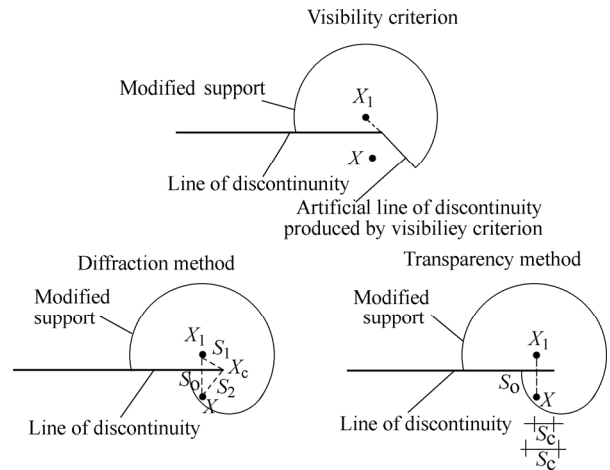 Visibility criterion
Modified support
X1
X
Line of discontinunity
Artificial line of discontinuity
produced by visibiliey criterion
Diffraction method
Modified
support
X1
S1
Xc
S0
S2
X
Line of discontinuity
Transparency method
Modified
support
X1
S0
X
Line of discontinuity
Sc
Sc